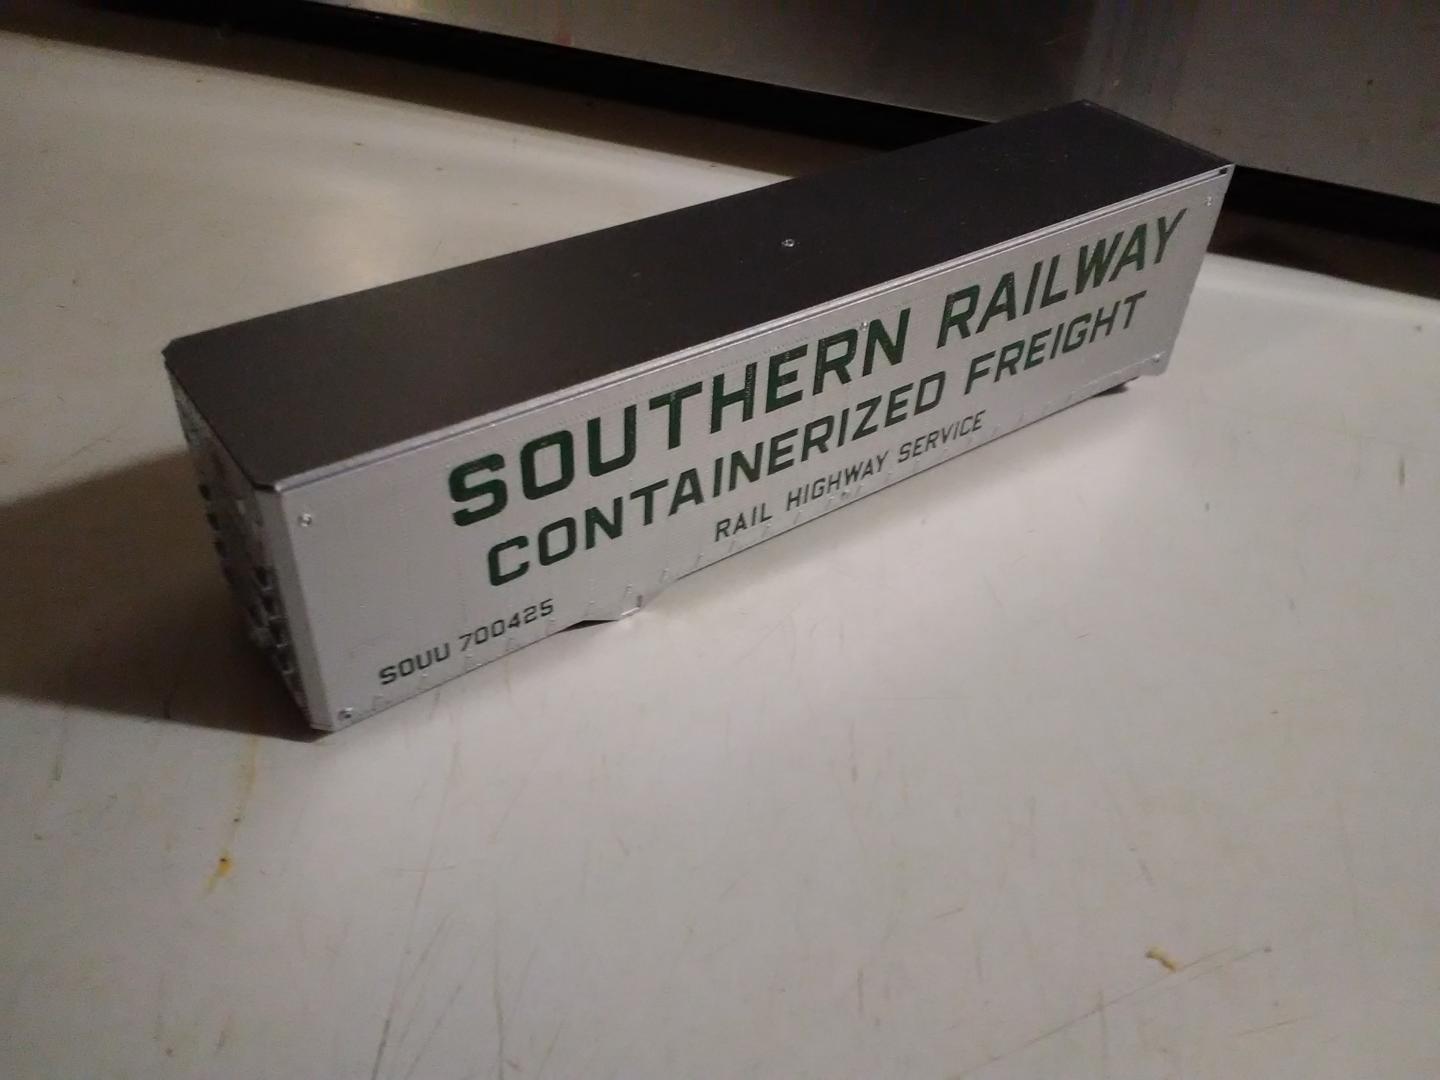 SOUTHERN RAILWAY
CONTAINERIZED FREIGHT
RAIL HIGHWAY SERVICE
SOUU 700425